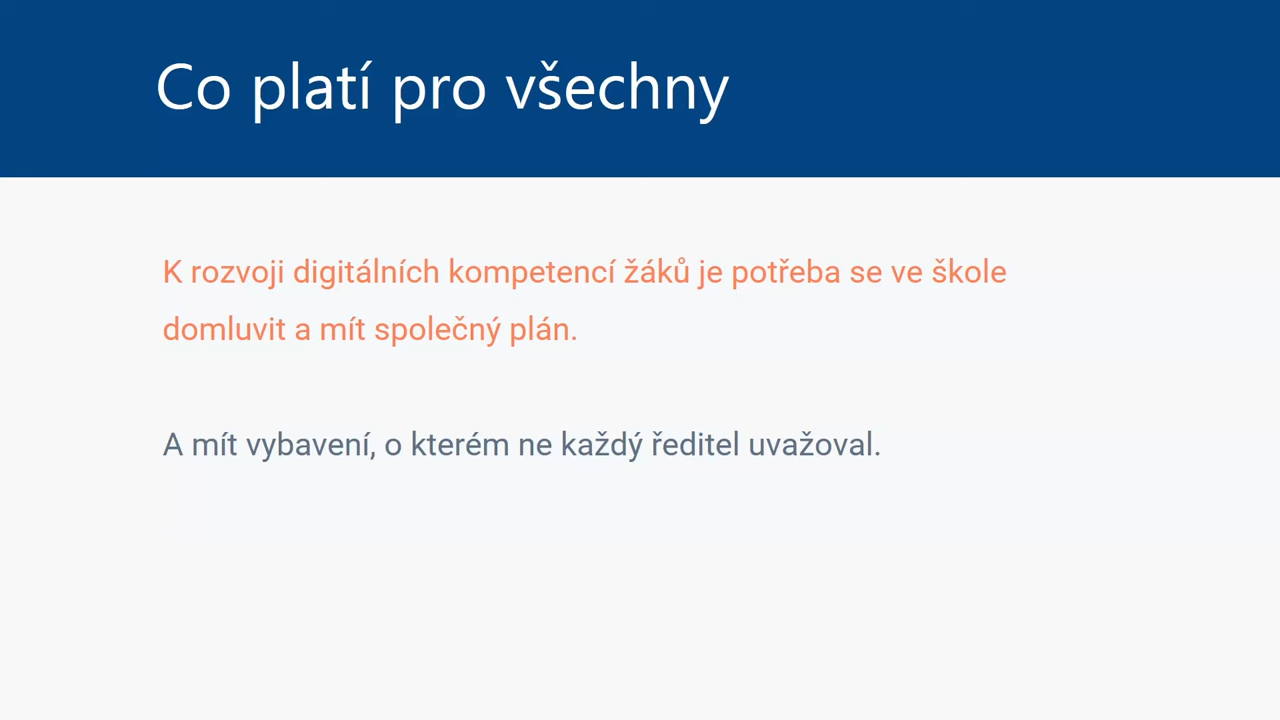 Co platí pro všechny
K rozvoji digitálních kompetencí žáků je potřeba se ve škole
domluvit a mít společný plán.
A mít vybavení, o kterém ne každý ředitel uvažoval.